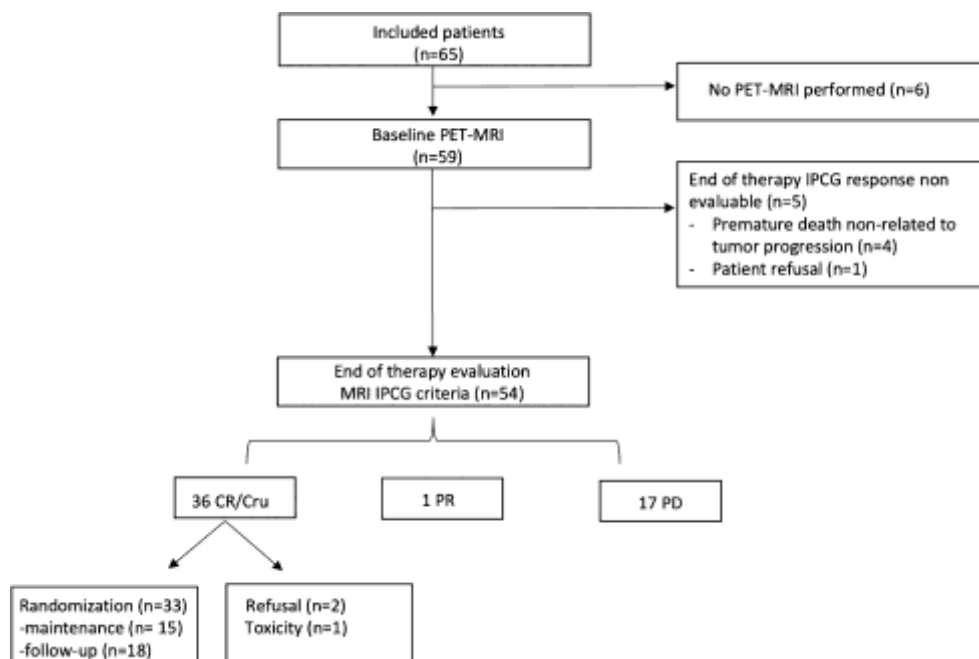 Included patients
(n=65)
No PET-MRI performed (n=6)
Baseline PET-MRI
(n=59)
End of therapy IPCG response non
evaluable (n=5)
- Premature death non-related to
tumor progression (n=4)
- Patient refusal (n=1)
End of therapy evaluation
MRI IPCG criteria (n=54)
36 CR/Cru
1 PR
17 PD
Randomization (n=33)
-maintenance (n= 15)
-follow-up (n=18)
Refusal (n=2)
Toxicity (n=1)